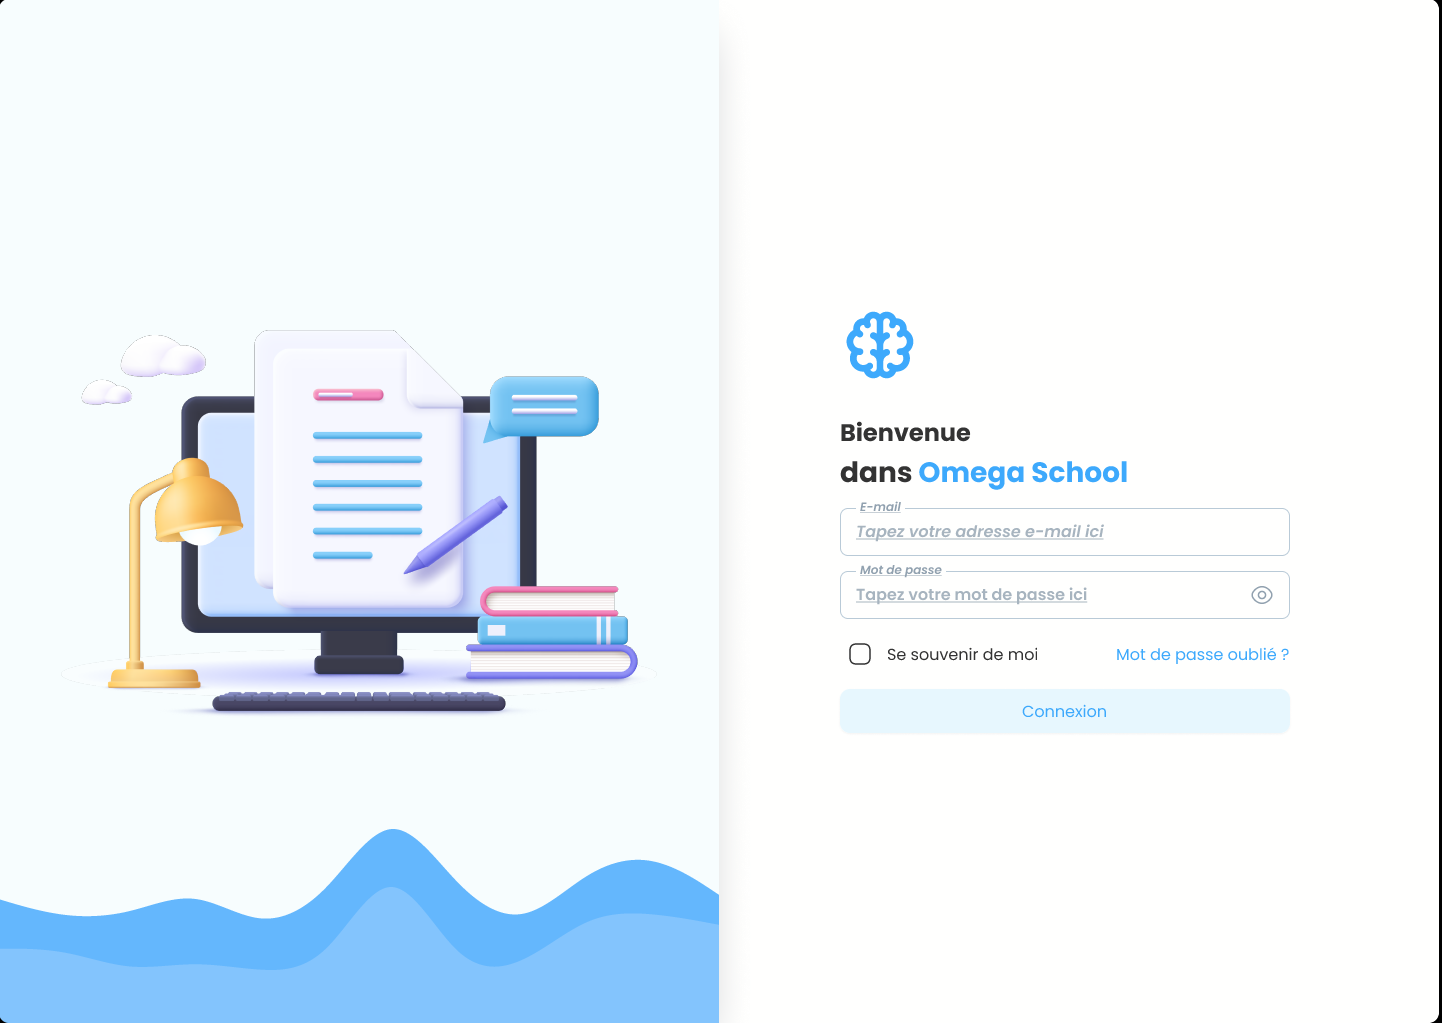 Bienvenue
dans Omega School
E-mail
Tapez votre adresse e-mail ici
Mot de passe
Tapez votre mot de passe ici
Se souvenir de moi
Mot de passe oublié ?
Connexion